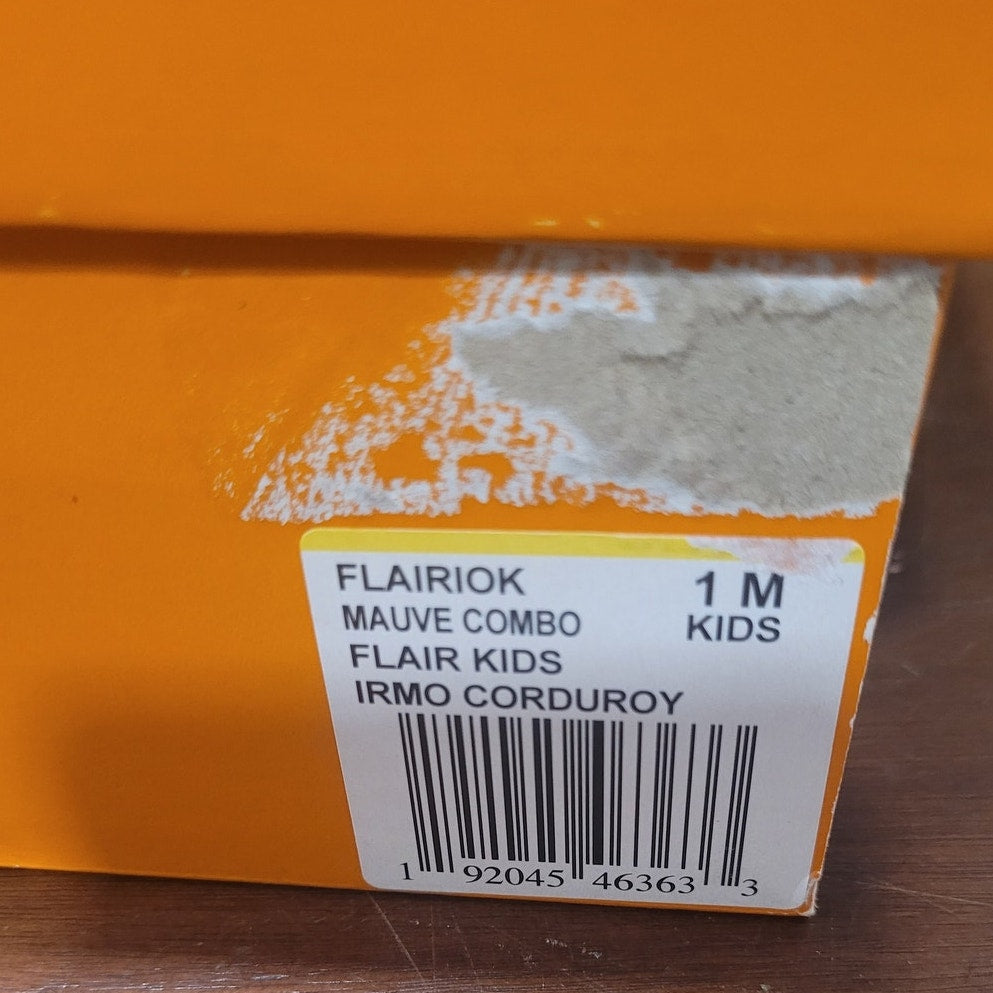 FLAIRIOK 1 M
MAUVE COMBO KIDS
FLAIR KIDS
IRMO CORDUROY
1 92045 46363 3